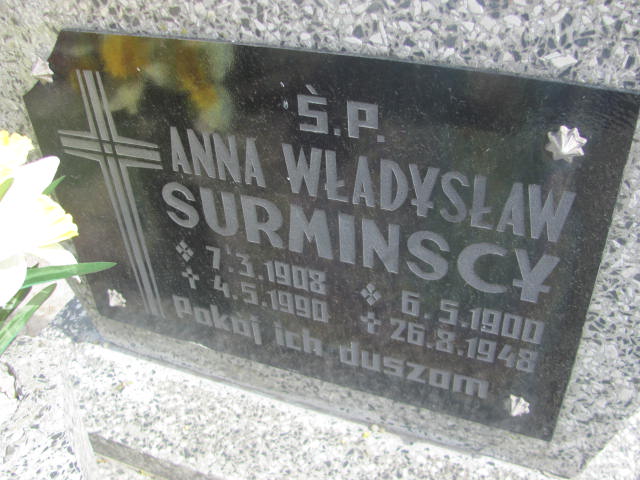 Ś.P.
ANNA WŁADYSŁAW
SURMINSCY
7.3.1908 6.5.1900
4.5.1990 26.8.1948
Pokój ich duszom